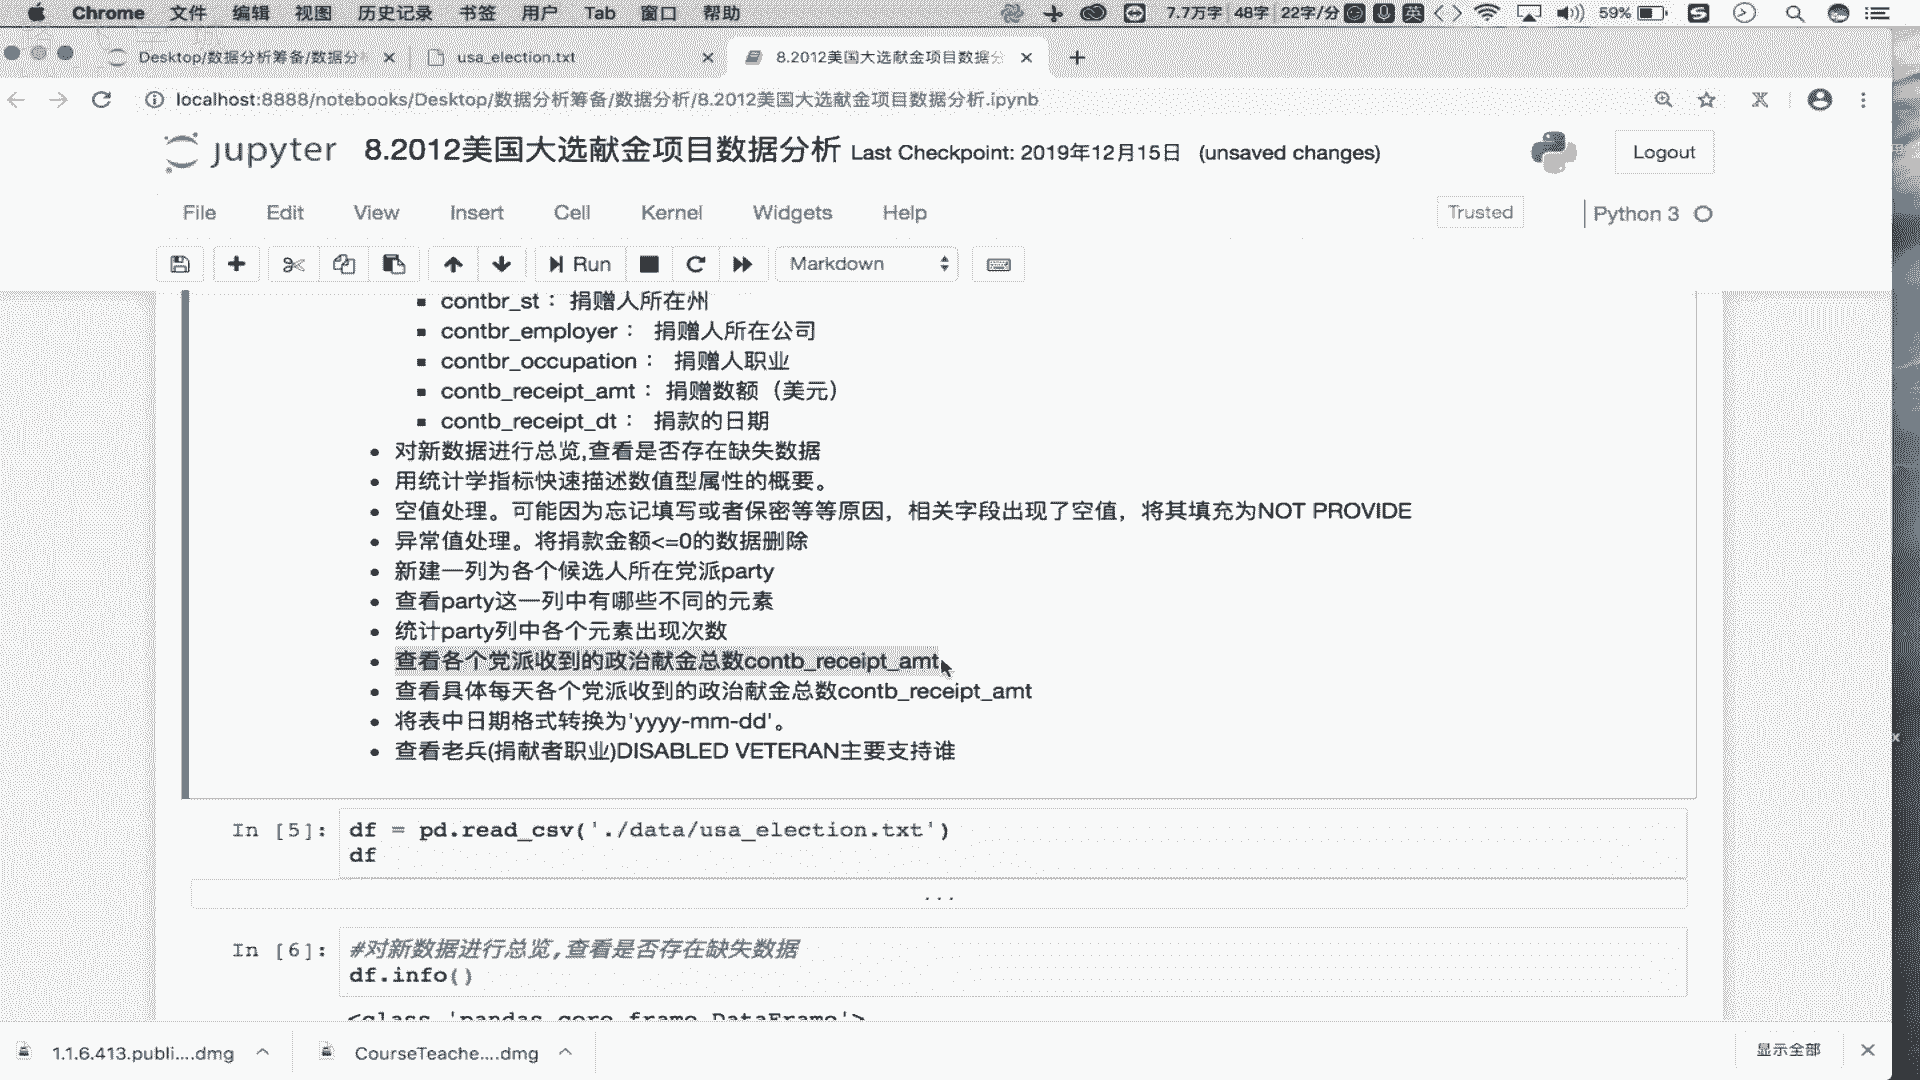 Chrome 文件 编辑 视图 历史记录 书签 用户 Tab 窗口 帮助 7.7万字 48字 22字/分 英 59%
Desktop/数据分析筹备/数据分 usa_election.txt 8.2012美国大选献金项目数据分
localhost:8888/notebooks/Desktop/数据分析筹备/数据分析/8.2012美国大选献金项目数据分析.ipynb
jupyter 8.2012美国大选献金项目数据分析 Last Checkpoint: 2019年12月15日 (unsaved changes) Logout
File Edit View Insert Cell Kernel Widgets Help Trusted Python 3
Run Markdown
contbr_st： 捐赠人所在州
contbr_employer： 捐赠人所在公司
contbr_occupation： 捐赠人职业
contb_receipt_amt：捐赠数额（美元）
contb_receipt_dt： 捐款的日期
对新数据进行总览,查看是否存在缺失数据
用统计学指标快速描述数值型属性的概要。
空值处理。可能因为忘记填写或者保密等等原因，相关字段出现了空值，将其填充为NOT PROVIDE
异常值处理。将捐款金额<=0的数据删除
新建一列为各个候选人所在党派party
查看party这一列中有哪些不同的元素
统计party列中各个元素出现次数
查看各个党派收到的政治献金总数contb_receipt_amt
查看具体每天各个党派收到的政治献金总数contb_receipt_amt
将表中日期格式转换为'yyyy-mm-dd'。
查看老兵(捐献者职业)DISABLED VETERAN主要支持谁
In [5]: df = pd.read_csv('./data/usa_election.txt')
df
...
In [6]: #对新数据进行总览,查看是否存在缺失数据
df.info()
<class 'pandas.core.frame.DataFrame'>
1.1.6.413.publi....dmg CourseTeache....dmg 显示全部